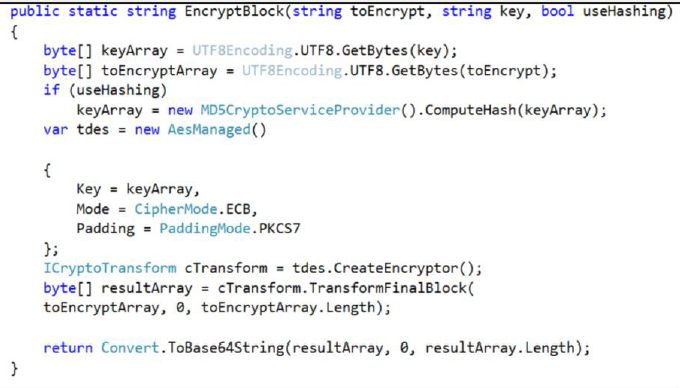 public static string EncryptBlock(string toEncrypt, string key, bool useHashing)
{
    byte[] keyArray = UTF8Encoding.UTF8.GetBytes(key);
    byte[] toEncryptArray = UTF8Encoding.UTF8.GetBytes(toEncrypt);
    if (useHashing)
        keyArray = new MD5CryptoServiceProvider().ComputeHash(keyArray);
    var tdes = new AesManaged()
    {
        Key = keyArray,
        Mode = CipherMode.ECB,
        Padding = PaddingMode.PKCS7
    };
    ICryptoTransform cTransform = tdes.CreateEncryptor();
    byte[] resultArray = cTransform.TransformFinalBlock(
    toEncryptArray, 0, toEncryptArray.Length);
    return Convert.ToBase64String(resultArray, 0, resultArray.Length);
}